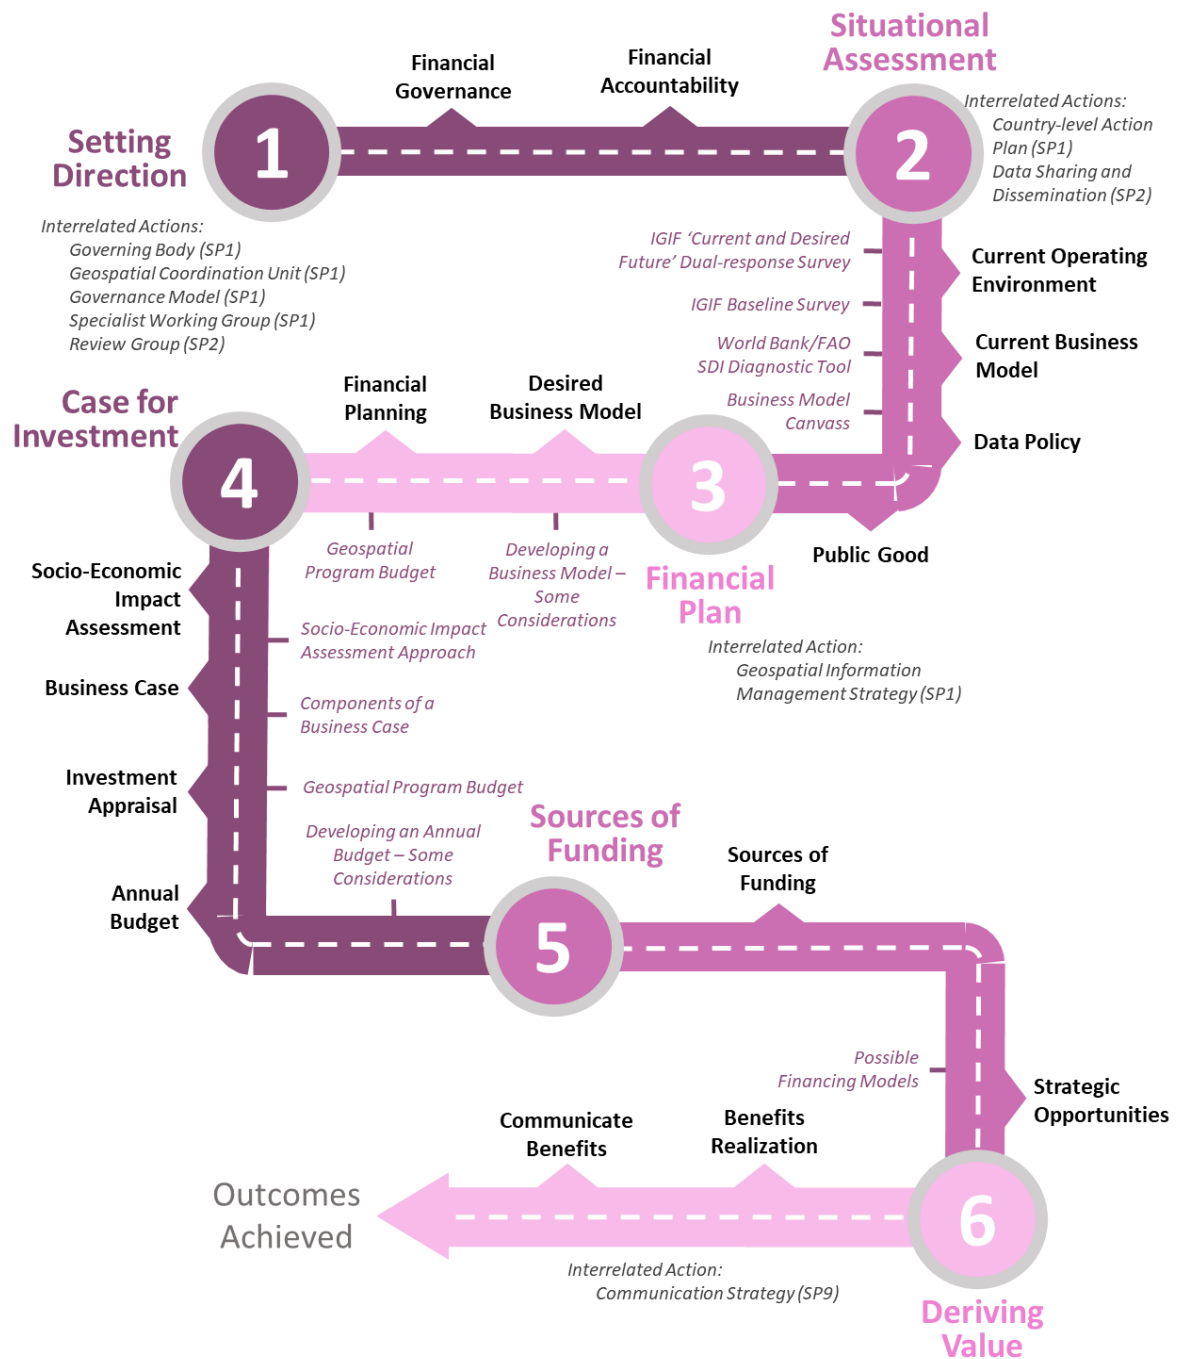 Setting
Direction
1
Interrelated Actions:
Governing Body (SP1)
Geospatial Coordination Unit (SP1)
Governance Model (SP1)
Specialist Working Group (SP1)
Review Group (SP2)
Financial
Governance
Financial
Accountability
Situational
Assessment
2
Interrelated Actions:
Country-level Action
Plan (SP1)
Data Sharing and
Dissemination (SP2)
IGIF ‘Current and Desired
Future’ Dual-response Survey
IGIF Baseline Survey
World Bank/FAO
SDI Diagnostic Tool
Business Model
Canvass
Current Operating
Environment
Current Business
Model
Data Policy
Public Good
3
Financial
Plan
Interrelated Action:
Geospatial Information
Management Strategy (SP1)
Desired
Business Model
Financial
Planning
Developing a
Business Model –
Some
Considerations
Geospatial
Program Budget
Case for
Investment
4
Socio-Economic
Impact
Assessment
Business Case
Investment
Appraisal
Annual
Budget
Socio-Economic Impact
Assessment Approach
Components of a
Business Case
Geospatial Program Budget
Developing an Annual
Budget – Some
Considerations
Sources of
Funding
5
Sources of
Funding
Possible
Financing Models
Strategic
Opportunities
6
Deriving
Value
Benefits
Realization
Communicate
Benefits
Interrelated Action:
Communication Strategy (SP9)
Outcomes
Achieved